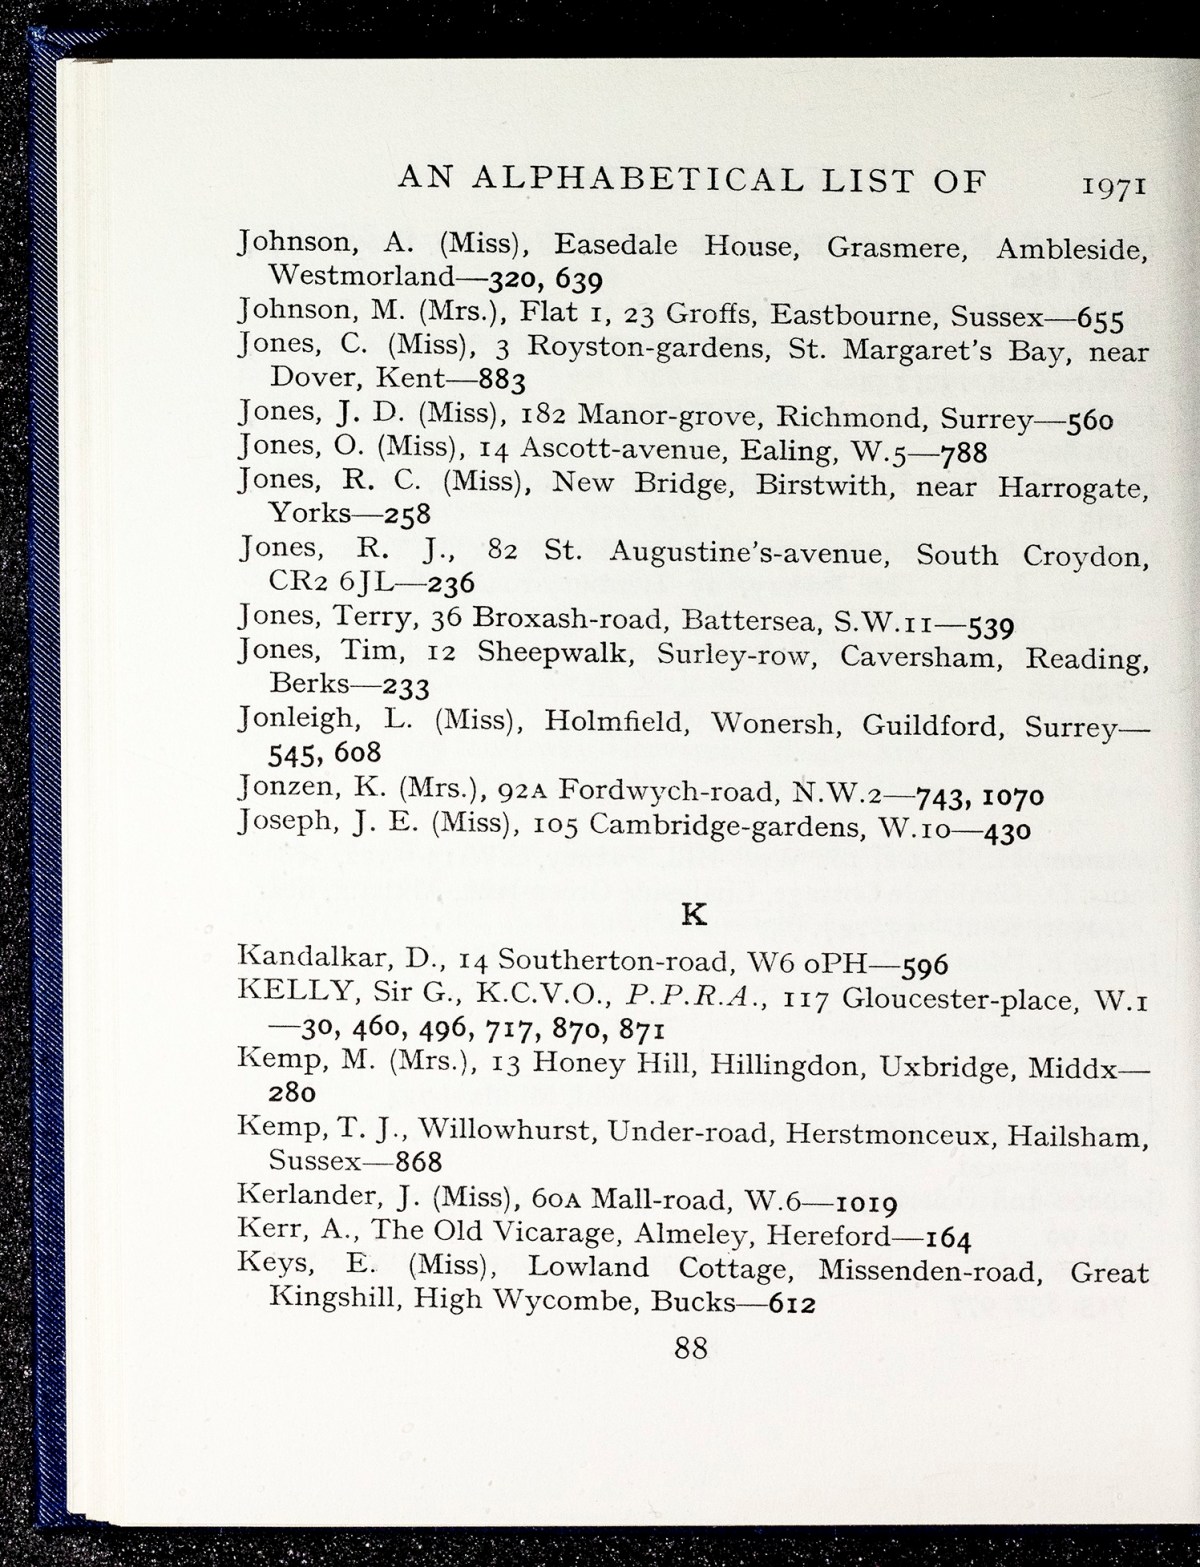 AN ALPHABETICAL LIST OF 1971
Johnson, A. (Miss), Easedale House, Grasmere, Ambleside,
Westmorland—320, 639
Johnson, M. (Mrs.), Flat 1, 23 Groffs, Eastbourne, Sussex—655
Jones, C. (Miss), 3 Royston-gardens, St. Margaret's Bay, near
Dover, Kent—883
Jones, J. D. (Miss), 182 Manor-grove, Richmond, Surrey—560
Jones, O. (Miss), 14 Ascott-avenue, Ealing, W.5—788
Jones, R. C. (Miss), New Bridge, Birstwith, near Harrogate,
Yorks—258
Jones, R. J., 82 St. Augustine's-avenue, South Croydon,
CR2 6JL—236
Jones, Terry, 36 Broxash-road, Battersea, S.W.11—539
Jones, Tim, 12 Sheepwalk, Surley-row, Caversham, Reading,
Berks—233
Jonleigh, L. (Miss), Holmfield, Wonersh, Guildford, Surrey—
545, 608
Jonzen, K. (Mrs.), 92A Fordwych-road, N.W.2—743, 1070
Joseph, J. E. (Miss), 105 Cambridge-gardens, W.10—430
K
Kandalkar, D., 14 Southerton-road, W6 0PH—596
KELLY, Sir G., K.C.V.O., P.P.R.A., 117 Gloucester-place, W.1
—30, 460, 496, 717, 870, 871
Kemp, M. (Mrs.), 13 Honey Hill, Hillingdon, Uxbridge, Middx—
280
Kemp, T. J., Willowhurst, Under-road, Herstmonceux, Hailsham,
Sussex—868
Kerlander, J. (Miss), 60A Mall-road, W.6—1019
Kerr, A., The Old Vicarage, Almeley, Hereford—164
Keys, E. (Miss), Lowland Cottage, Missenden-road, Great
Kingshill, High Wycombe, Bucks—612
88